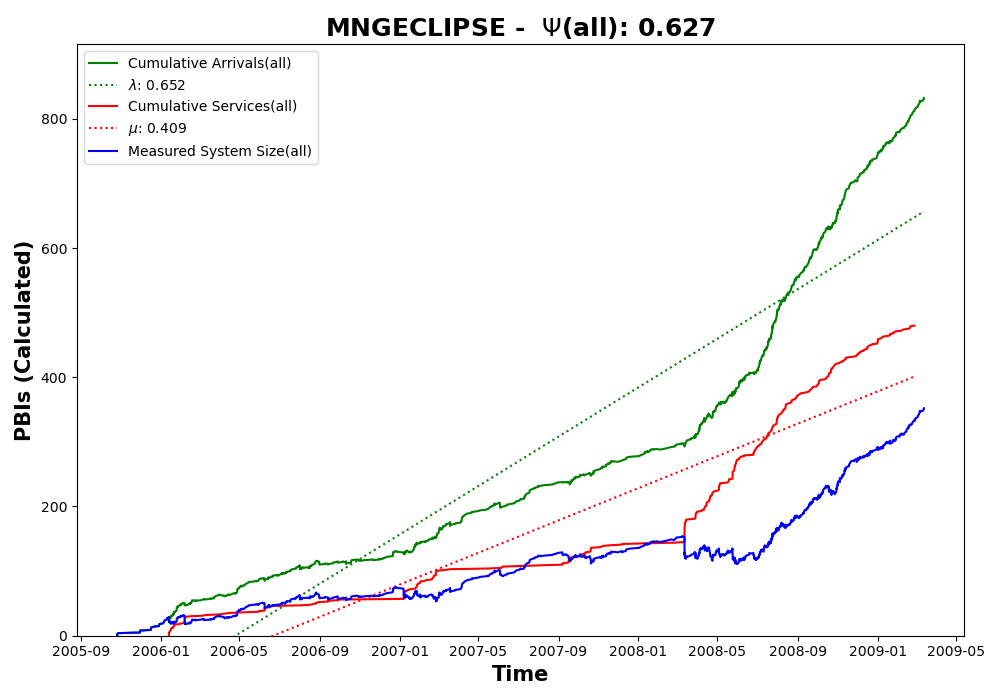 MNGECLIPSE - Ψ(all): 0.627
Cumulative Arrivals(all)
λ: 0.652
Cumulative Services(all)
μ: 0.409
Measured System Size(all)
PBIs (Calculated)
800
600
400
200
0
2005-09 2006-01 2006-05 2006-09 2007-01 2007-05 2007-09 2008-01 2008-05 2008-09 2009-01 2009-05
Time